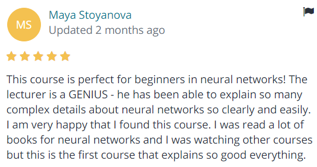 MS
Maya Stoyanova
Updated 2 months ago
This course is perfect for beginners in neural networks! The
lecturer is a GENIUS - he has been able to explain so many
complex details about neural networks so clearly and easily.
I am very happy that I found this course. I was read a lot of
books for neural networks and I was watching other courses
but this is the first course that explains so good everything.